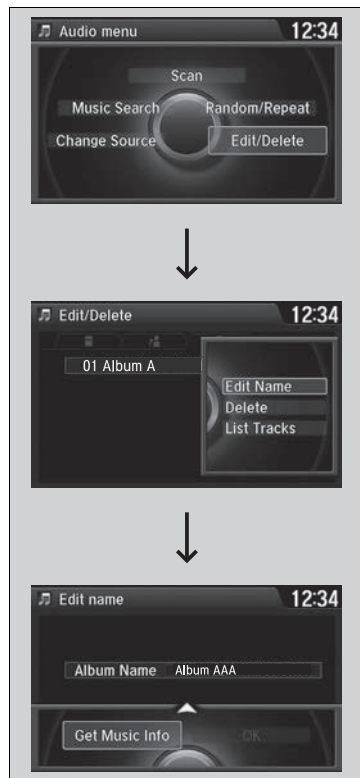 Audio menu 12:34
Scan
Music Search Random/Repeat
Change Source Edit/Delete
Edit/Delete 12:34
01 Album A
Edit Name
Delete
List Tracks
Edit name 12:34
Album Name Album AAA
Get Music Info OK